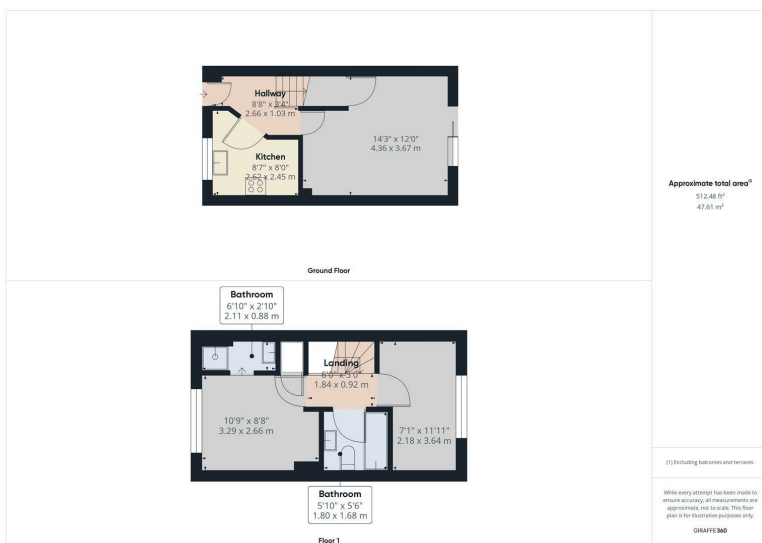 Hallway
8'8" x 3'4"
2.66 x 1.03 m
14'3" x 12'0"
4.36 x 3.67 m
Kitchen
8'7" x 8'0"
2.62 x 2.45 m
Ground Floor
Approximate total area⁽¹⁾
512.48 ft²
47.61 m²
Bathroom
6'10" x 2'10"
2.11 x 0.88 m
Landing
6'0" x 3'0"
1.84 x 0.92 m
10'9" x 8'8"
3.29 x 2.66 m
7'1" x 11'11"
2.18 x 3.64 m
Bathroom
5'10" x 5'6"
1.80 x 1.68 m
Floor 1
(1) Excluding balconies and terraces
While every attempt has been made to
ensure accuracy, all measurements are
approximate, not to scale. This floor
plan is for illustrative purposes only.
GIRAFFE360